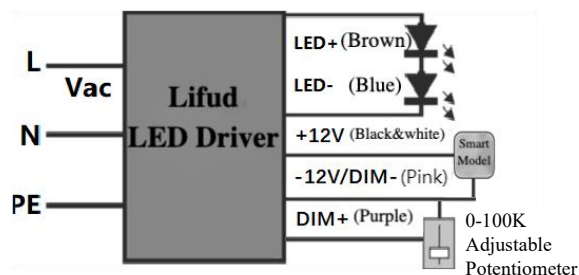 L
Vac
N
PE
Lifud
LED Driver
LED+ (Brown)
LED- (Blue)
+12V (Black&white)
-12V/DIM- (Pink)
DIM+ (Purple)
Smart
Model
0-100K
Adjustable
Potentiometer